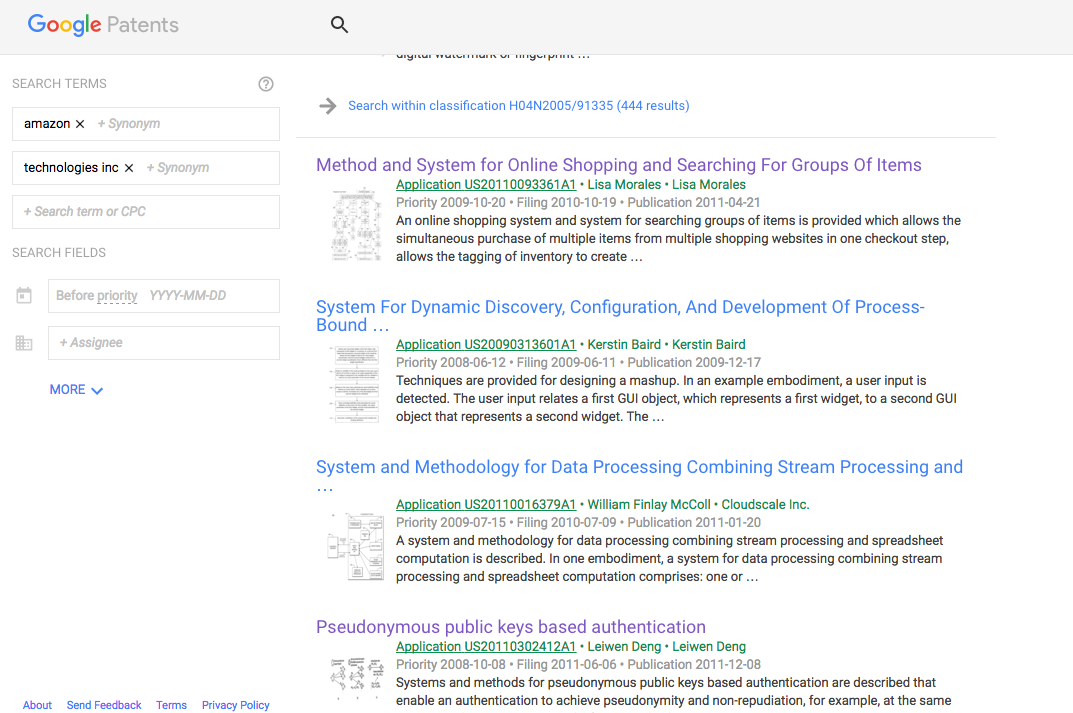 Google Patents
SEARCH TERMS
amazon × + Synonym
technologies inc × + Synonym
+ Search term or CPC
SEARCH FIELDS
Before priority YYYY-MM-DD
+ Assignee
MORE
About Send Feedback Terms Privacy Policy
digital watermark or fingerprint …
Search within classification H04N2005/91335 (444 results)
Method and System for Online Shopping and Searching For Groups Of Items
Application US20110093361A1 • Lisa Morales • Lisa Morales
Priority 2009-10-20 • Filing 2010-10-19 • Publication 2011-04-21
An online shopping system and system for searching groups of items is provided which allows the
simultaneous purchase of multiple items from multiple shopping websites in one checkout step,
allows the tagging of inventory to create …
System For Dynamic Discovery, Configuration, And Development Of Process-
Bound …
Application US20090313601A1 • Kerstin Baird • Kerstin Baird
Priority 2008-06-12 • Filing 2009-06-11 • Publication 2009-12-17
Techniques are provided for designing a mashup. In an example embodiment, a user input is
detected. The user input relates a first GUI object, which represents a first widget, to a second GUI
object that represents a second widget. The …
System and Methodology for Data Processing Combining Stream Processing and
…
Application US20110016379A1 • William Finlay McColl • Cloudscale Inc.
Priority 2009-07-15 • Filing 2010-07-09 • Publication 2011-01-20
A system and methodology for data processing combining stream processing and spreadsheet
computation is described. In one embodiment, a system for data processing combining stream
processing and spreadsheet computation comprises: one or …
Pseudonymous public keys based authentication
Application US20110302412A1 • Leiwen Deng • Leiwen Deng
Priority 2008-10-08 • Filing 2011-06-06 • Publication 2011-12-08
Systems and methods for pseudonymous public keys based authentication are described that
enable an authentication to achieve pseudonymity and non-repudiation, for example, at the same